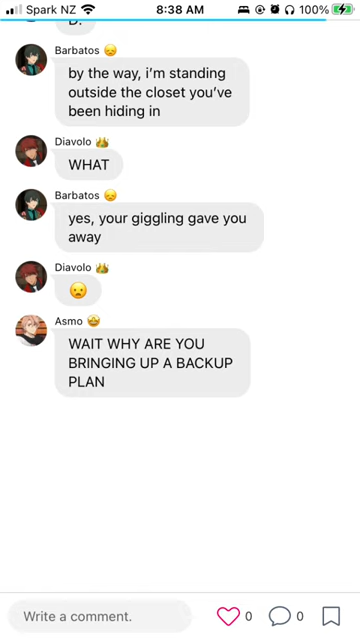 Spark NZ 8:38 AM 100%
D:
Barbatos 😞
by the way, i’m standing
outside the closet you’ve
been hiding in
Diavolo 👑
WHAT
Barbatos 😞
yes, your giggling gave you
away
Diavolo 👑
😦
Asmo 🤩
WAIT WHY ARE YOU
BRINGING UP A BACKUP
PLAN
Write a comment. 0 0